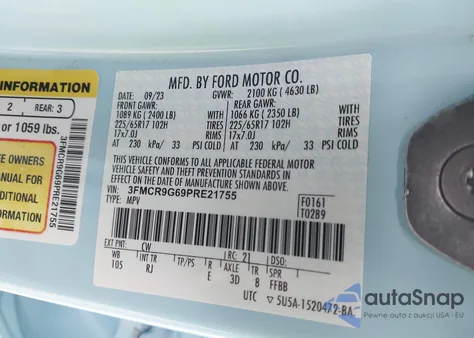 INFORMATION
2 REAR: 3
or 1059 lbs.
E OWNERS
NUAL FOR
DITIONAL
RMATION
3FMCR9G69PRE21755
MFD. BY FORD MOTOR CO.
09/23 GVWR: 2100 KG ( 4630 LB)
FRONT GAWR: REAR GAWR:
1089 KG ( 2400 LB) WITH 1066 KG ( 2350 LB) WITH
225/65R17 102H TIRES 225/65R17 102H TIRES
17x7.0J RIMS 17x7.0J RIMS
AT 230 kPa/ 33 PSI COLD AT 230 kPa/ 33 PSI COLD
THIS VEHICLE CONFORMS TO ALL APPLICABLE FEDERAL MOTOR
VEHICLE SAFETY, BUMPER, AND THEFT PREVENTION STANDARDS
IN EFFECT ON THE DATE OF MANUFACTURE SHOWN ABOVE.
VIN: 3FMCR9G69PRE21755 F0161
TYPE: MPV T0289
EXT PNT: CW RC: 21 DSO:
WB INT TR TP/PS R AXLE TR SPR
105 RJ E 3D 8 FFBB
UTC 5U5A-1520472-BA
autoSnap
Pewne auta z USA i EU